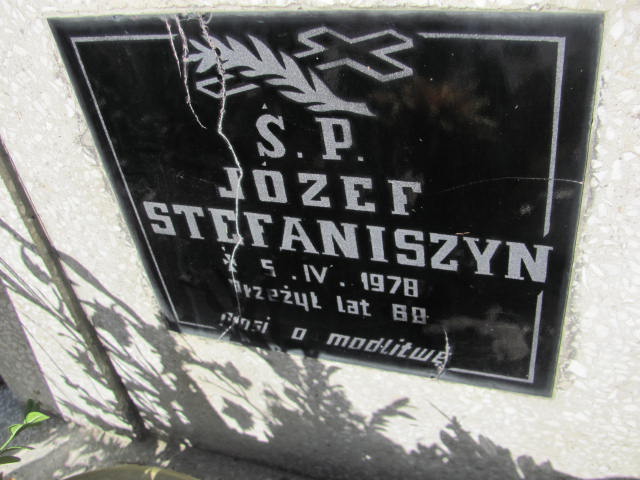 Ś. P.
JÓZEF
STEFANISZYN
Ż 5. IV. 1978
Przeżył lat 68
prosi o modlitwę